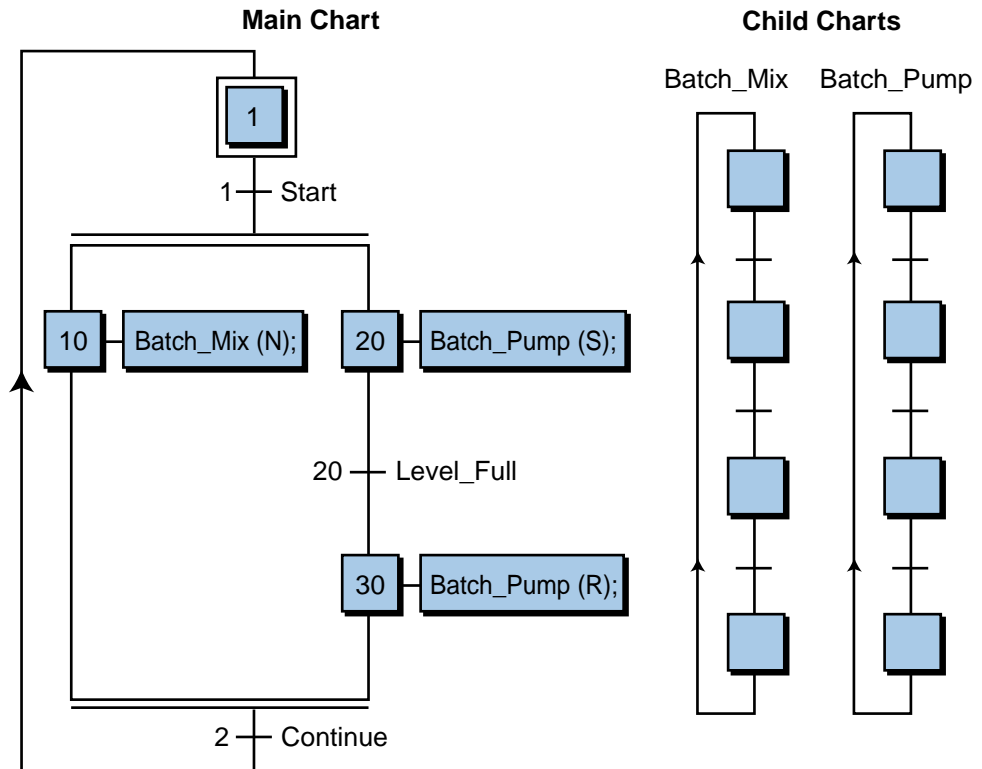 Main Chart
Child Charts
Batch_Mix
Batch_Pump
1
1
Start
10
Batch_Mix (N);
20
Batch_Pump (S);
20
Level_Full
30
Batch_Pump (R);
2
Continue